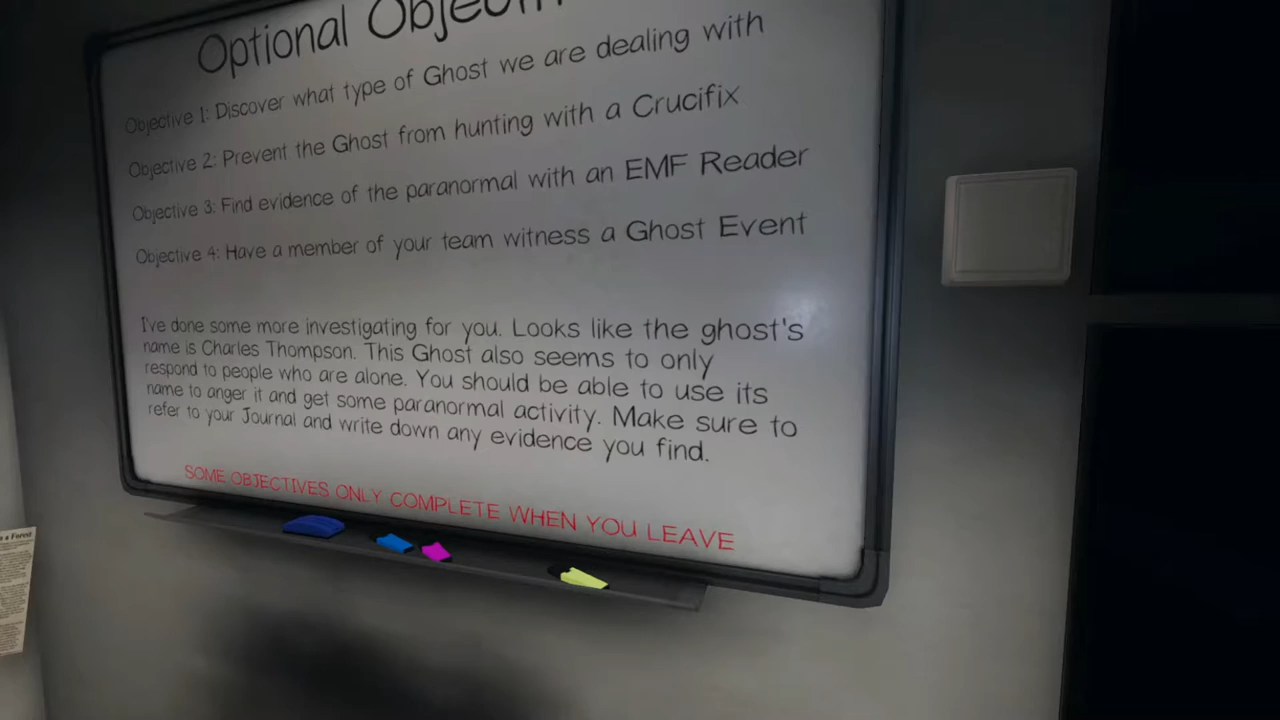 Optional
Objective 1: Discover what type of Ghost we are dealing with
Objective 2: Prevent the Ghost from hunting with a Crucifix
Objective 3: Find evidence of the paranormal with an EMF Reader
Objective 4: Have a member of your team witness a Ghost Event
I've done some more investigating for you. Looks like the ghost's
name is Charles Thompson. This Ghost also seems to only
respond to people who are alone. You should be able to use its
name to anger it and get some paranormal activity. Make sure to
refer to your Journal and write down any evidence you find.
SOME OBJECTIVES ONLY COMPLETE WHEN YOU LEAVE